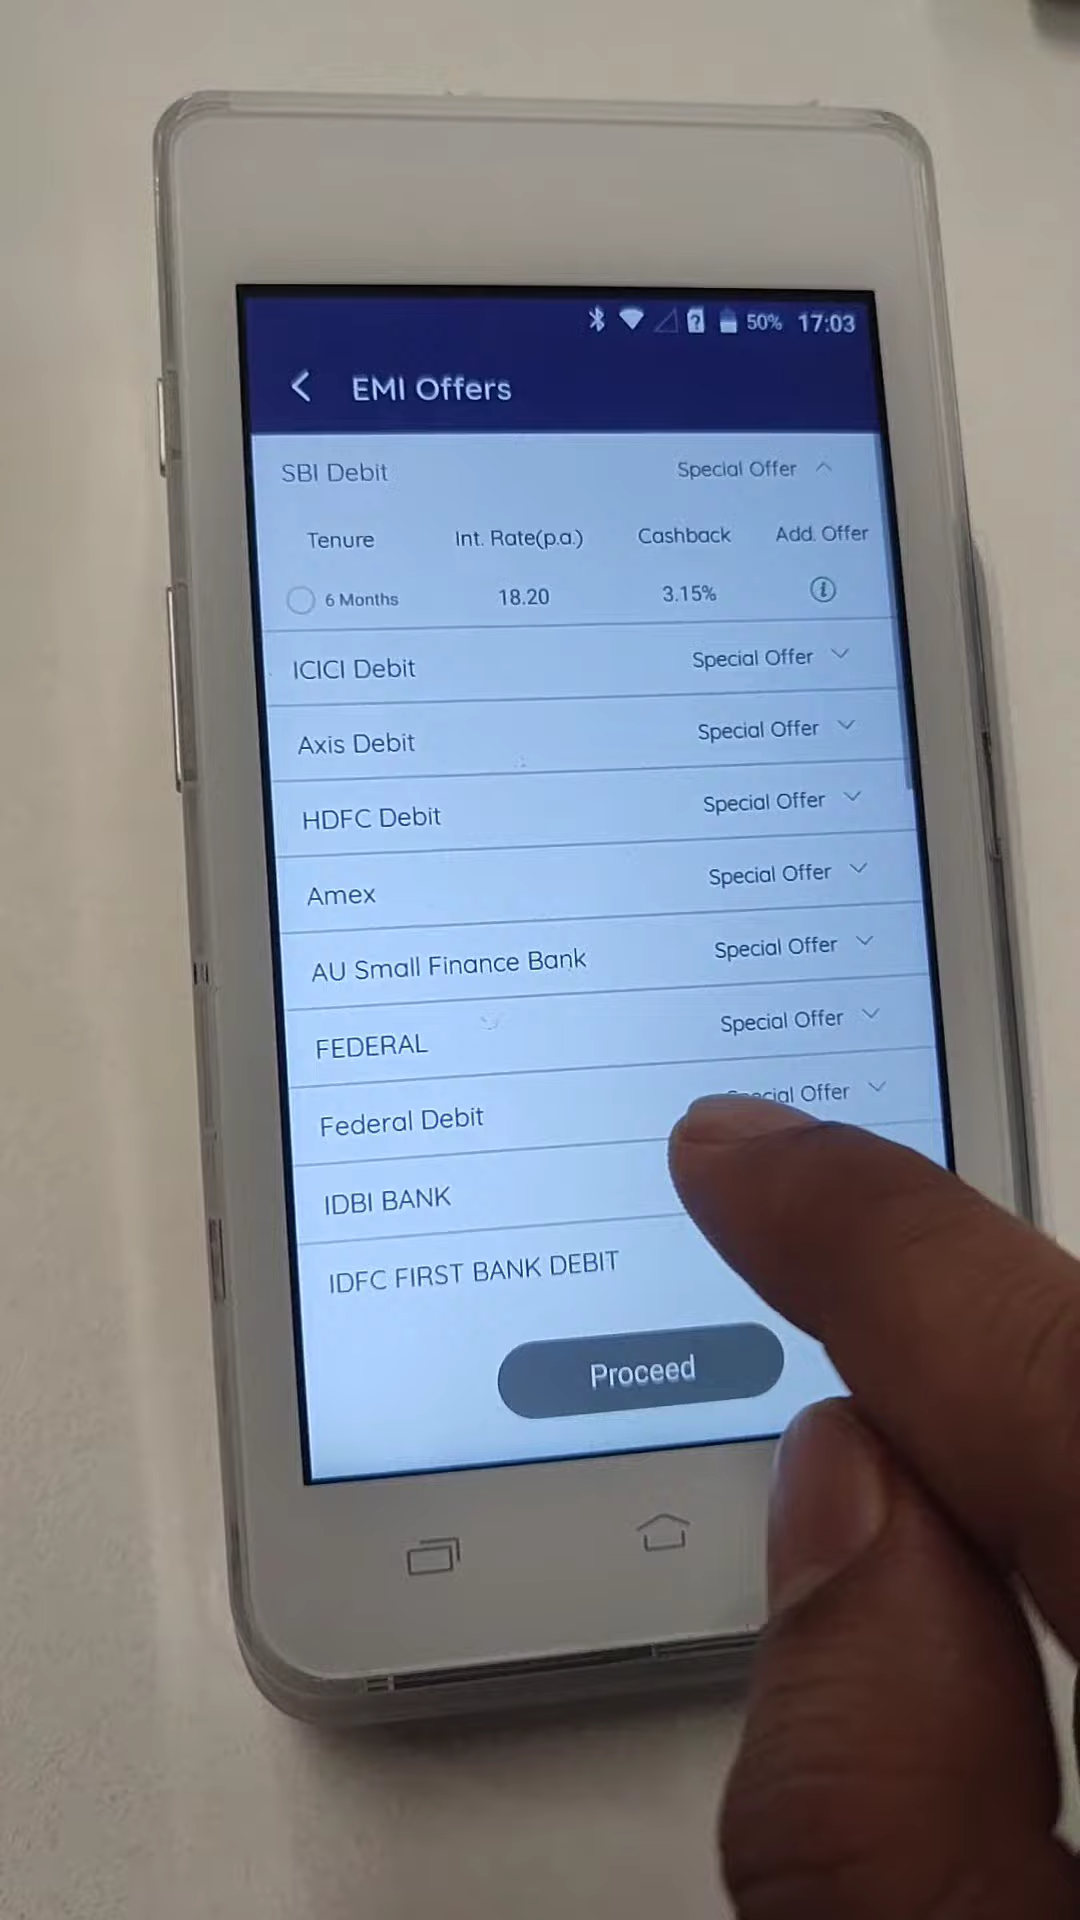 50% 17:03
EMI Offers
SBI Debit Special Offer
Tenure Int. Rate(p.a.) Cashback Add. Offer
6 Months 18.20 3.15%
ICICI Debit Special Offer
Axis Debit Special Offer
HDFC Debit Special Offer
Amex Special Offer
AU Small Finance Bank Special Offer
FEDERAL Special Offer
Federal Debit Special Offer
IDBI BANK
IDFC FIRST BANK DEBIT
Proceed